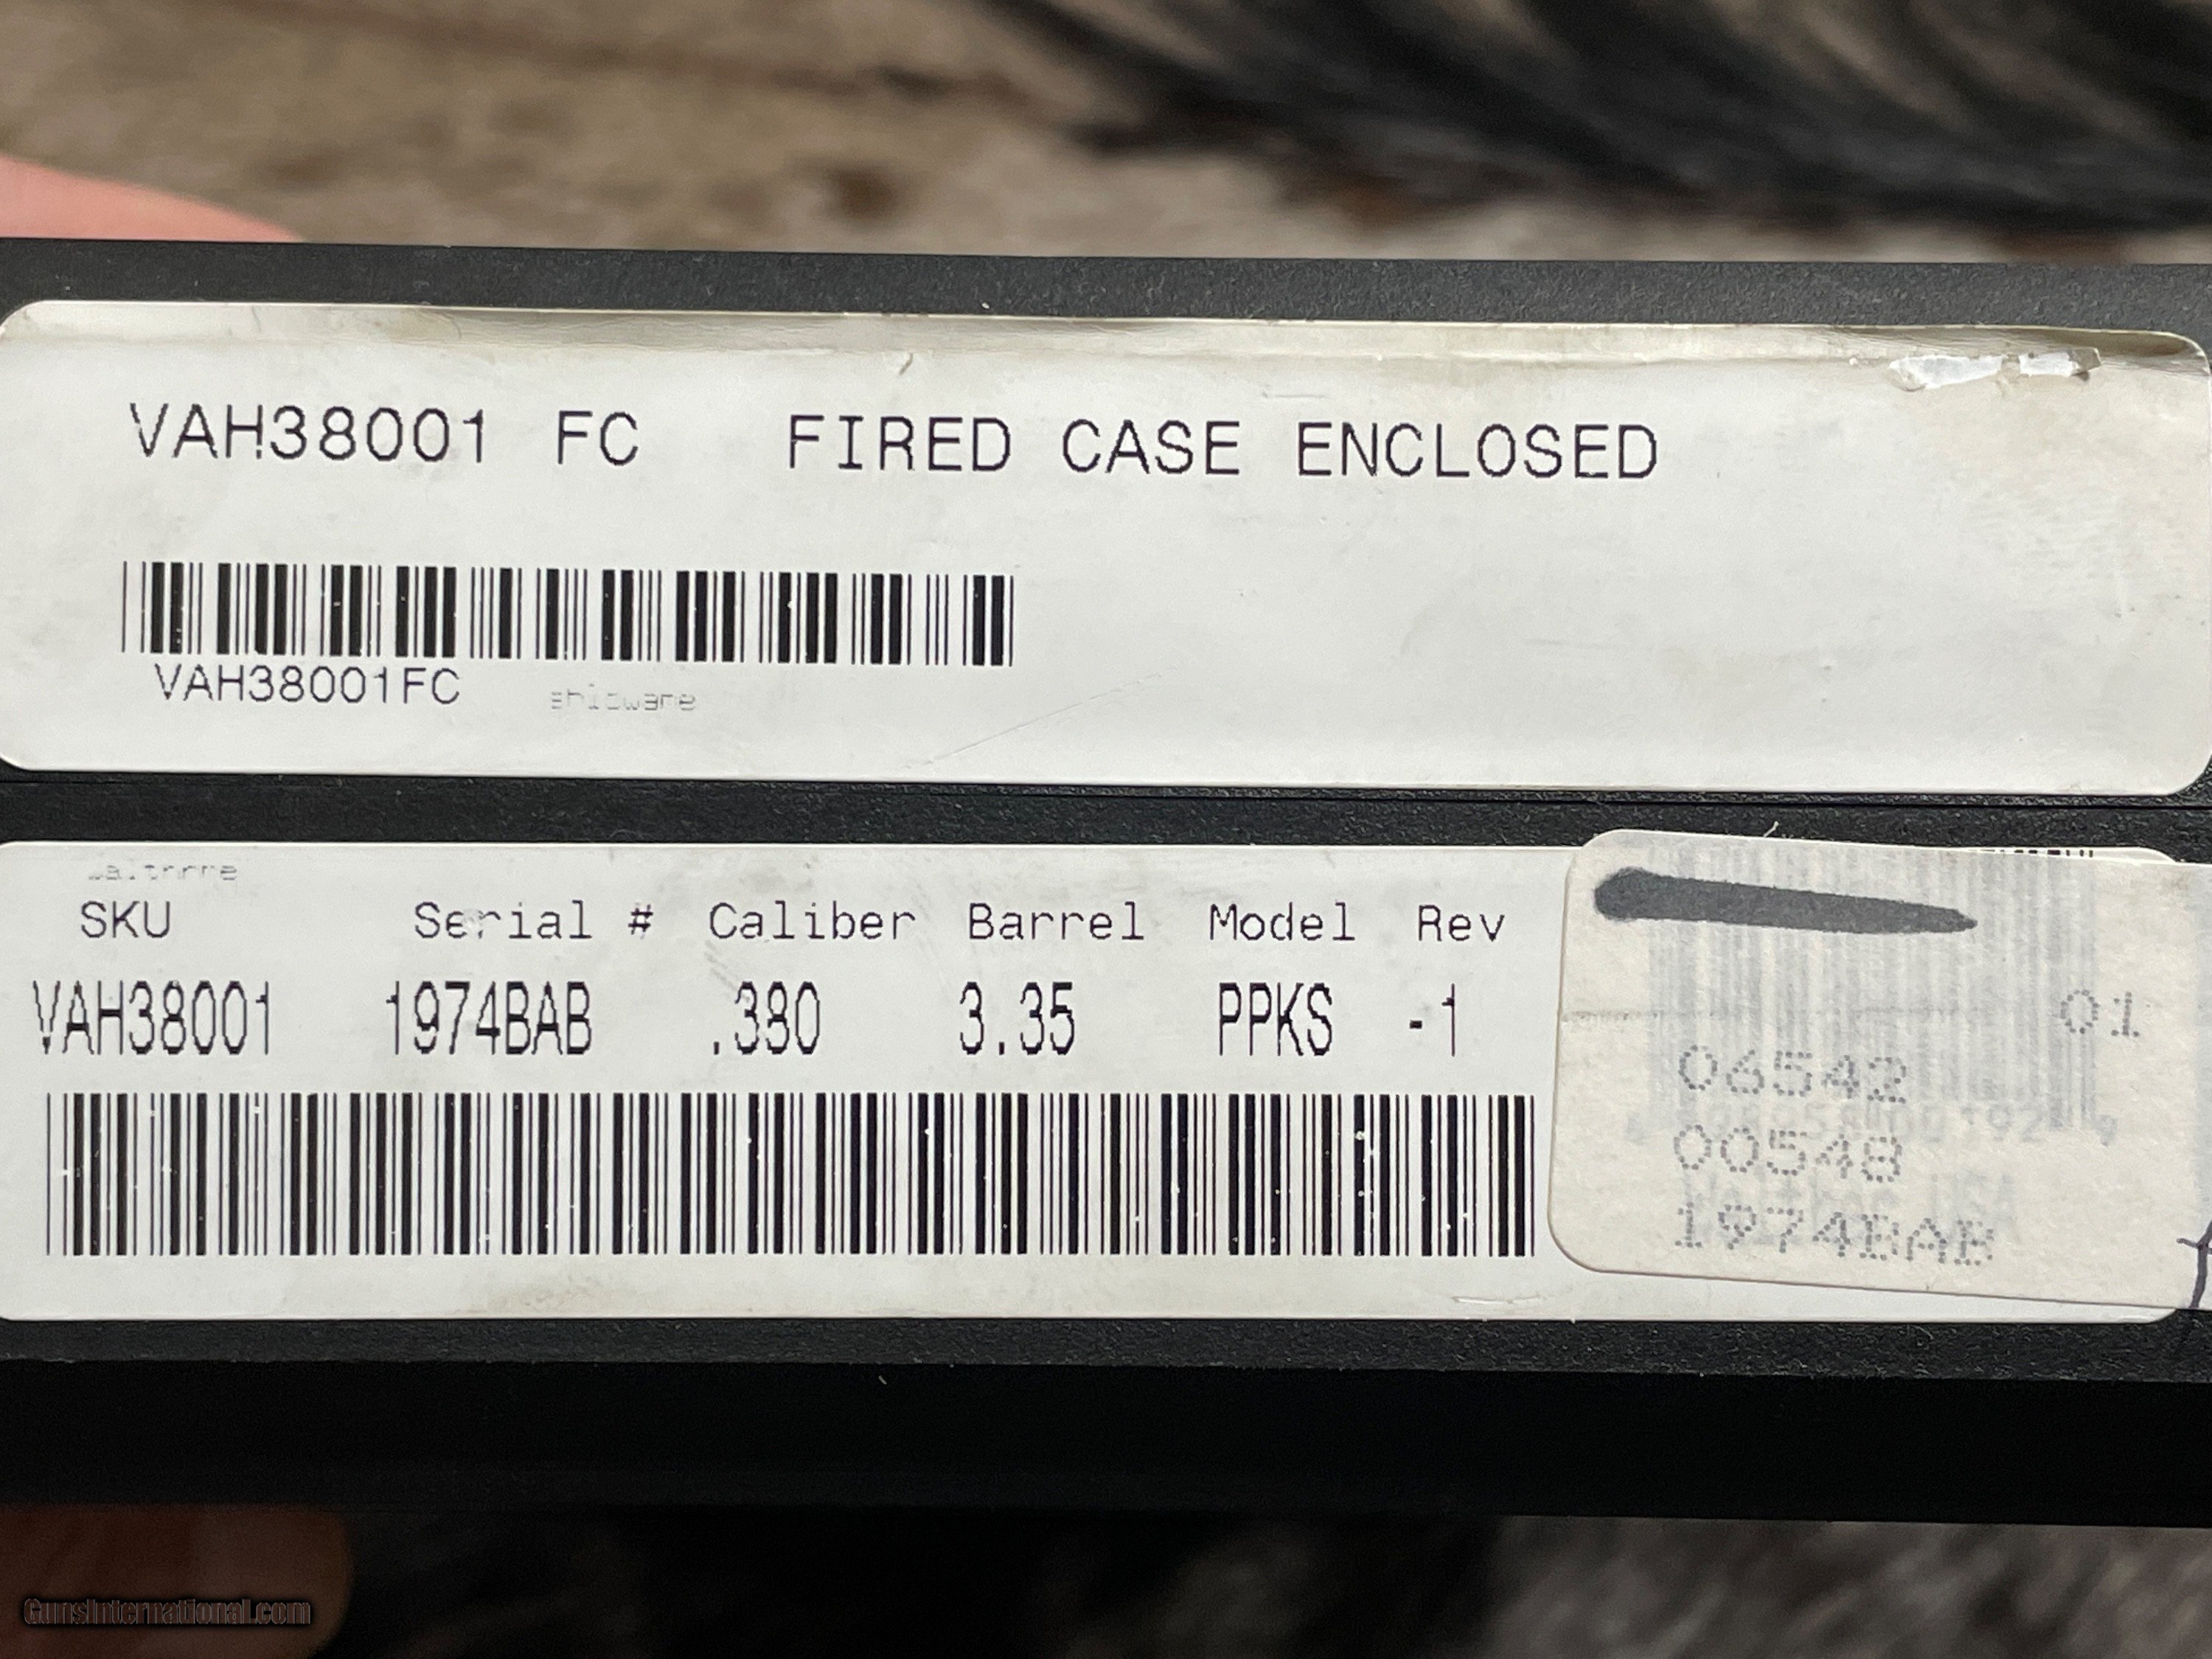 VAH38001 FC FIRED CASE ENCLOSED
VAH38001FC
SKU Serial # Caliber Barrel Model Rev
VAH38001 1974BAB .380 3.35 PPKS -1
01
06542
00548
1974BAB
GunsInternational.com